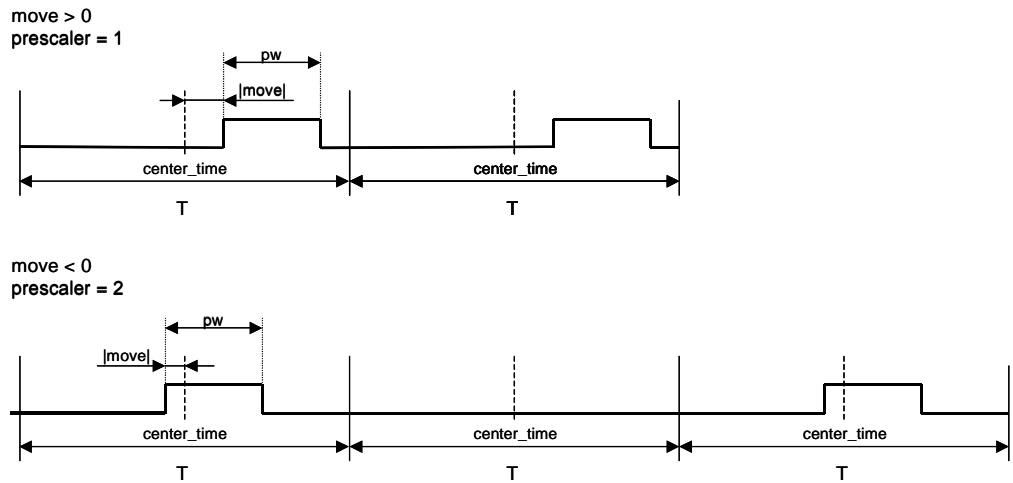 move > 0
prescaler = 1
pw
|move|
center_time
center_time
T
T
move < 0
prescaler = 2
pw
|move|
center_time
center_time
center_time
T
T
T